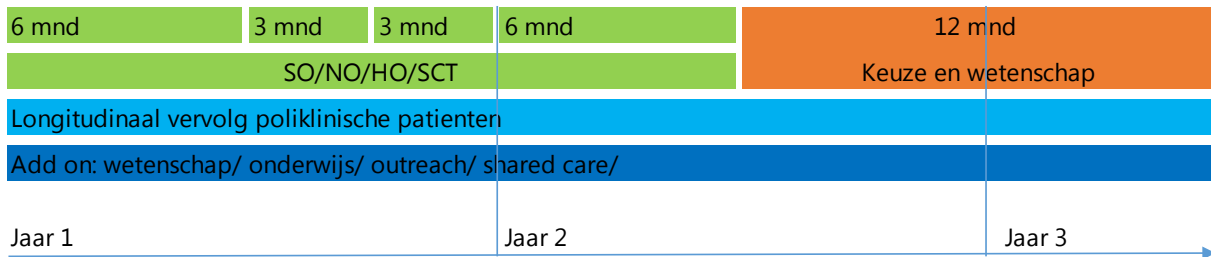 6 mnd 3 mnd 3 mnd 6 mnd 12 mnd
SO/NO/HO/SCT Keuze en wetenschap
Longitudinaal vervolg poliklinische patienten
Add on: wetenschap/ onderwijs/ outreach/ shared care/
Jaar 1 Jaar 2 Jaar 3